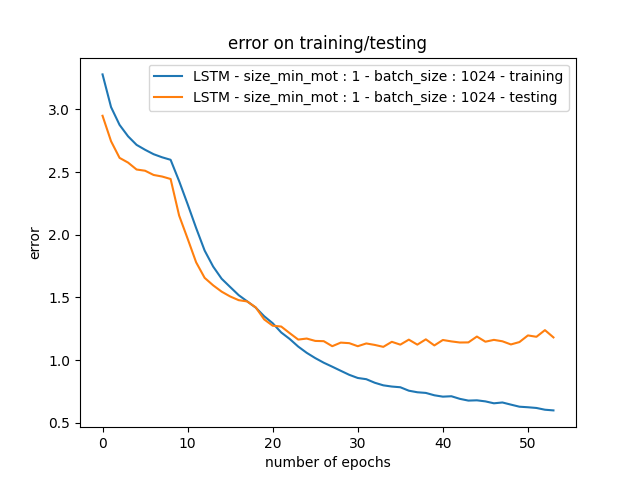 error on training/testing
LSTM - size_min_mot : 1 - batch_size : 1024 - training
LSTM - size_min_mot : 1 - batch_size : 1024 - testing
error
3.0
2.5
2.0
1.5
1.0
0.5
0 10 20 30 40 50
number of epochs